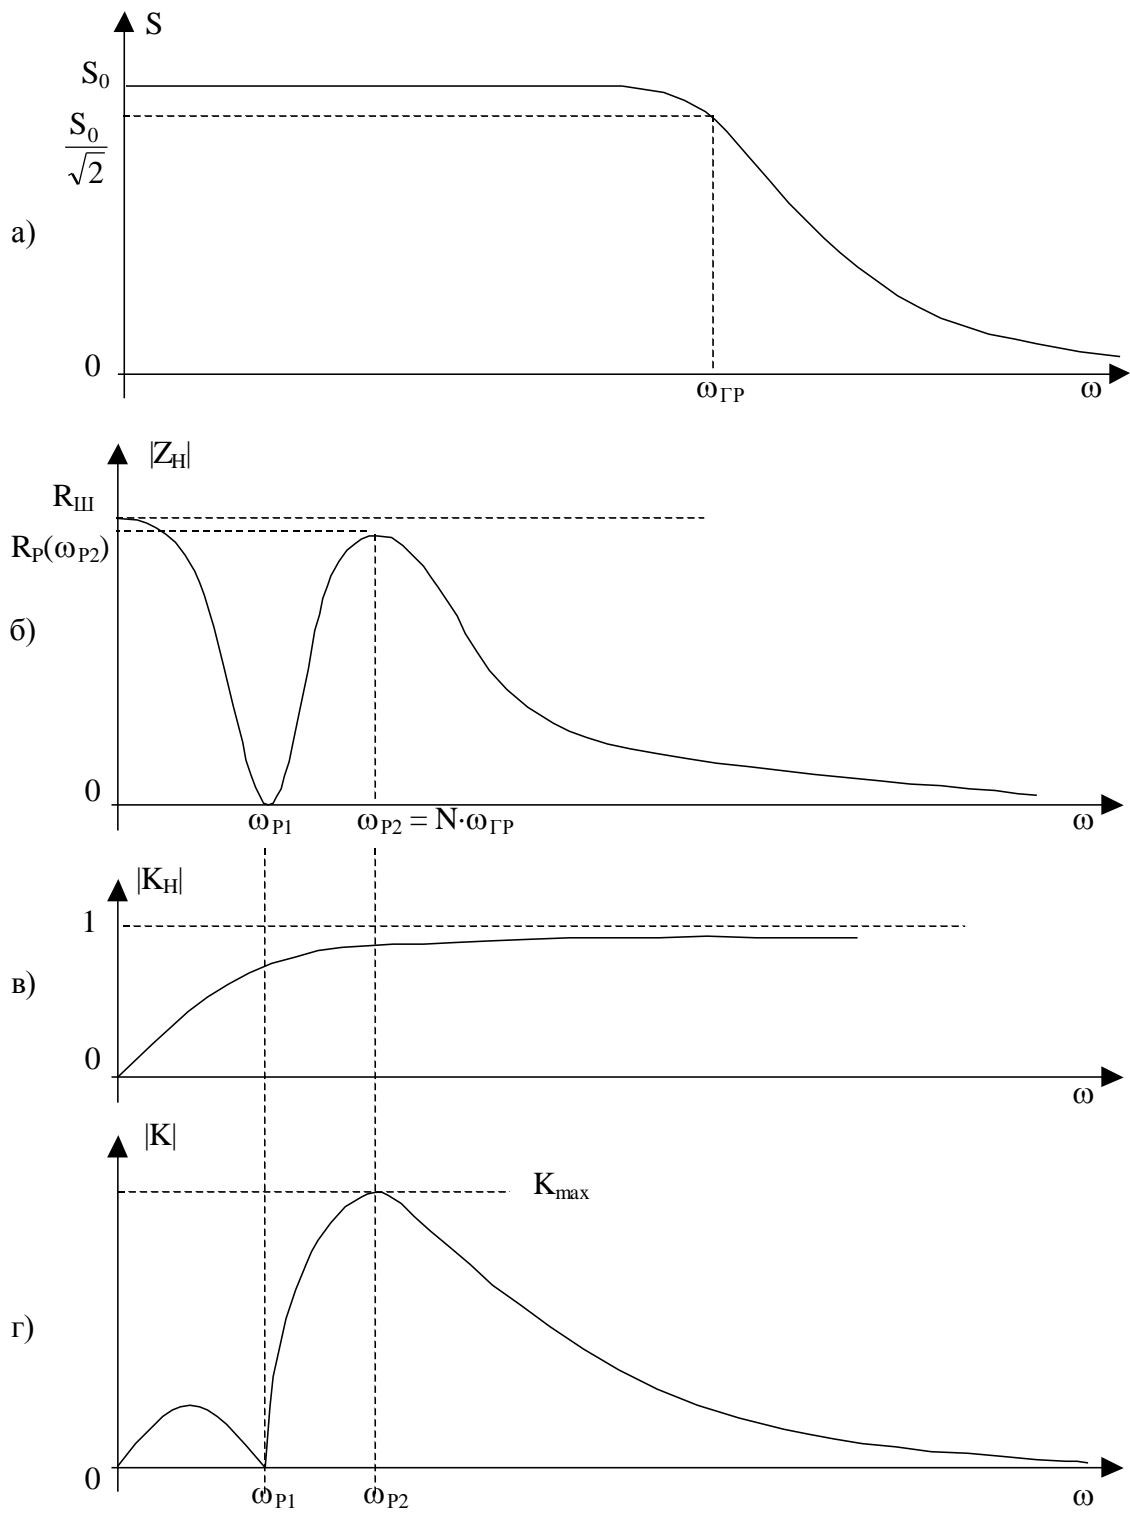 S
S₀
S₀
√2
а)
0
ω_ГР
ω
|Z_Н|
R_Ш
R_Р(ω_Р2)
б)
0
ω_Р1
ω_Р2 = N·ω_ГР
ω
|K_Н|
1
в)
0
ω
|K|
K_max
г)
0
ω_Р1
ω_Р2
ω